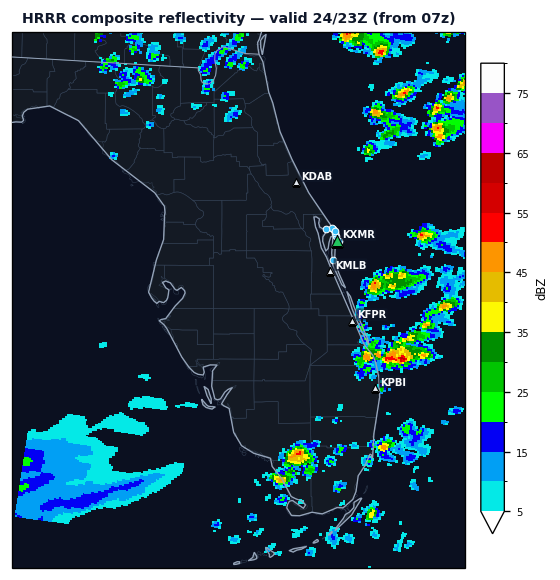 HRRR composite reflectivity — valid 24/23Z (from 07z)
KDAB
KXMR
KMLB
KFPR
KPBI
75
65
55
45
35
25
15
5
dBZ